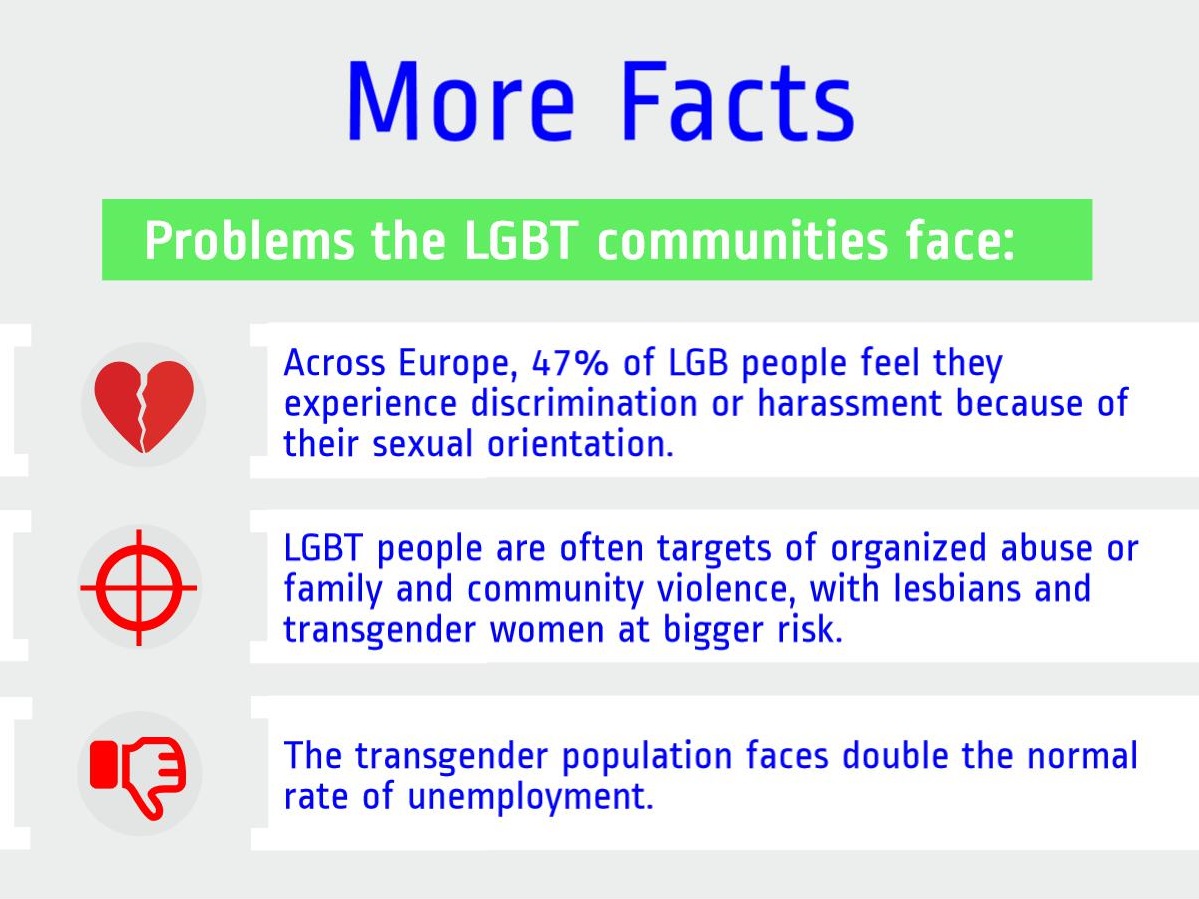 More Facts
Problems the LGBT communities face:
Across Europe, 47% of LGB people feel they
experience discrimination or harassment because of
their sexual orientation.
LGBT people are often targets of organized abuse or
family and community violence, with lesbians and
transgender women at bigger risk.
The transgender population faces double the normal
rate of unemployment.